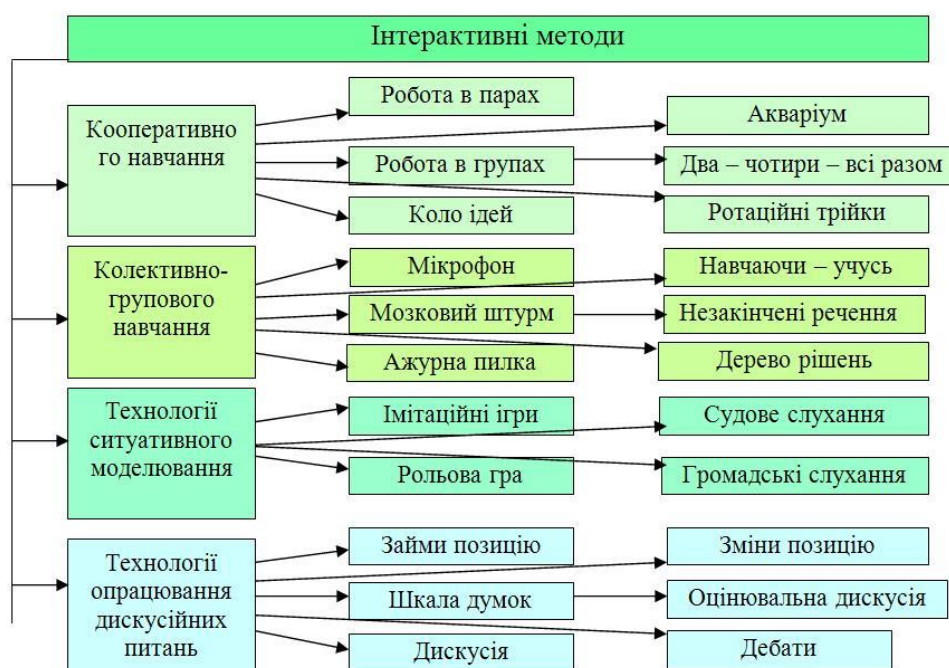 Інтерактивні методи
Кооперативно
го навчання
Робота в парах
Акваріум
Робота в групах
Два – чотири – всі разом
Коло ідей
Ротаційні трійки
Колективно-
групового
навчання
Мікрофон
Навчаючи – учусь
Мозковий штурм
Незакінчені речення
Ажурна пилка
Дерево рішень
Технології
ситуативного
моделювання
Імітаційні ігри
Судове слухання
Рольова гра
Громадські слухання
Технології
опрацювання
дискусійних
питань
Займи позицію
Зміни позицію
Шкала думок
Оцінювальна дискусія
Дискусія
Дебати